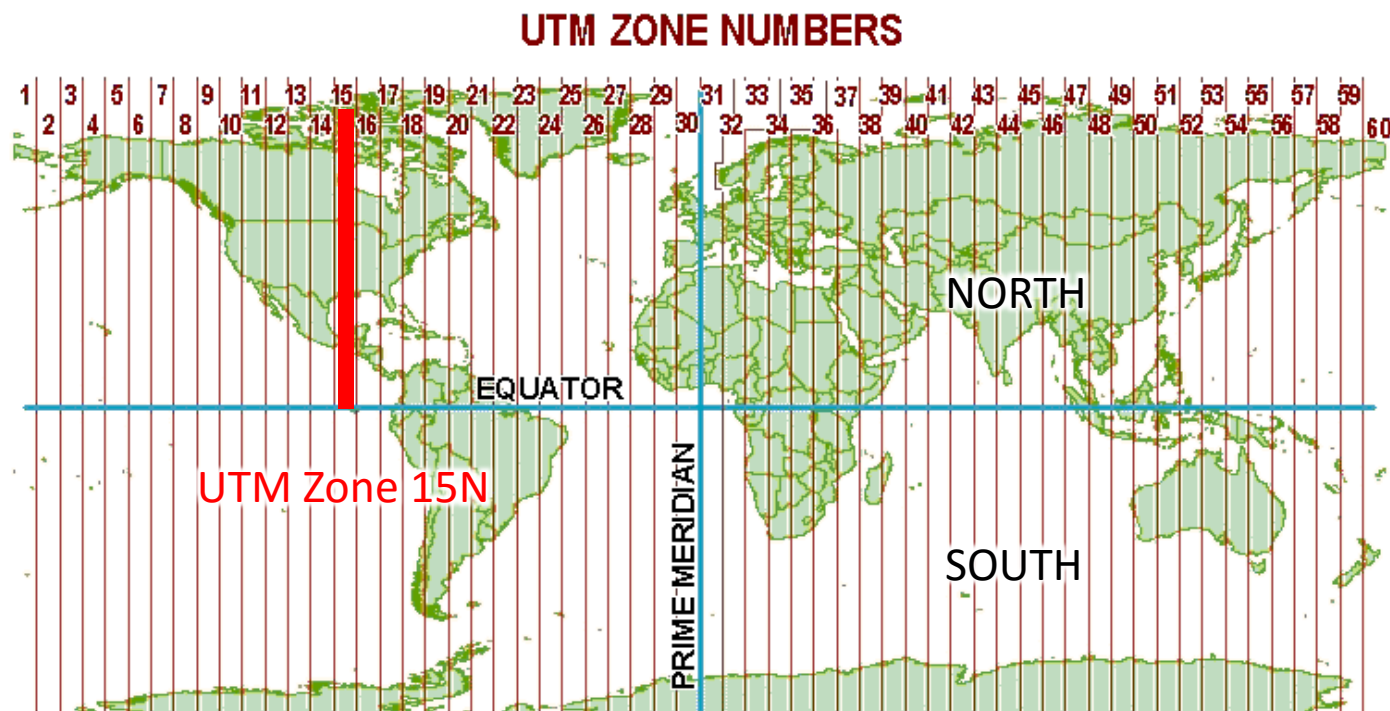 UTM ZONE NUMBERS
1 3 5 7 9 11 13 15 17 19 21 23 25 27 29 31 33 35 37 39 41 43 45 47 49 51 53 55 57 59
2 4 6 8 10 12 14 16 18 20 22 24 26 28 30 32 34 36 38 40 42 44 46 48 50 52 54 56 58 60
NORTH
EQUATOR
UTM Zone 15N
PRIME MERIDIAN
SOUTH